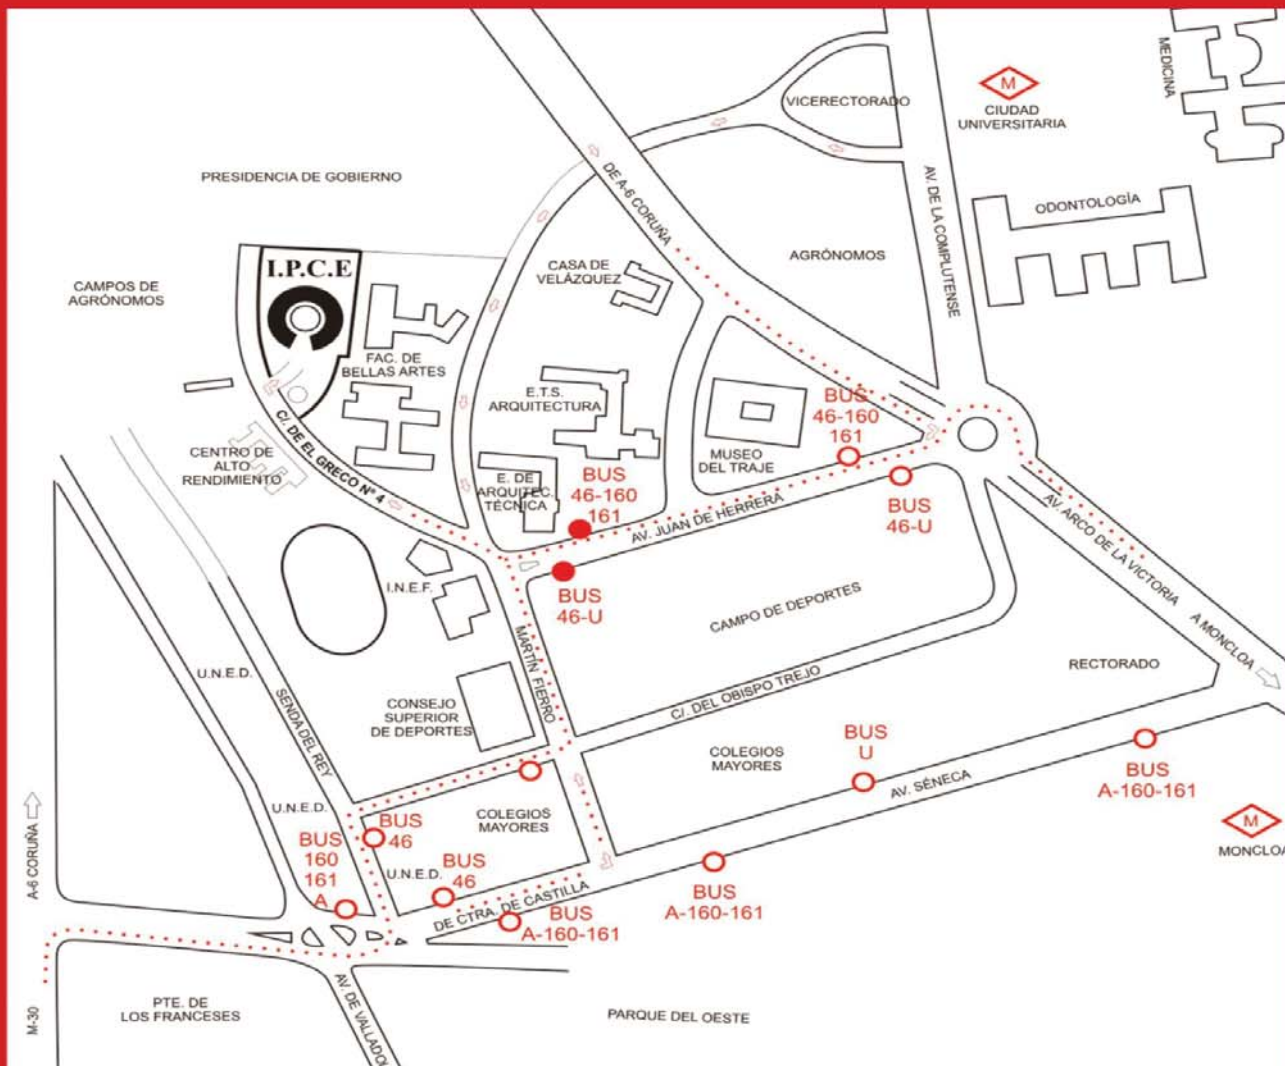 MEDICINA
M
CIUDAD
UNIVERSITARIA
VICERECTORADO
PRESIDENCIA DE GOBIERNO
DE A-6 CORUÑA
AV. DE LA COMPLUTENSE
ODONTOLOGÍA
I.P.C.E
CAMPOS DE
AGRÓNOMOS
CASA DE
VELÁZQUEZ
AGRÓNOMOS
FAC. DE
BELLAS ARTES
E.T.S.
ARQUITECTURA
BUS
46-160
161
C/. DE EL GRECO Nº 4
CENTRO DE
ALTO
RENDIMIENTO
MUSEO
DEL TRAJE
E. DE
ARQUITEC.
TÉCNICA
BUS
46-160
161
AV. JUAN DE HERRERA
BUS
46-U
AV. ARCO DE LA VICTORIA
A MONCLOA
I.N.E.F.
BUS
46-U
CAMPO DE DEPORTES
MARTÍN FIERRO
RECTORADO
U.N.E.D.
SENDA DEL REY
CONSEJO
SUPERIOR
DE DEPORTES
C/. DEL OBISPO TREJO
COLEGIOS
MAYORES
BUS
U
AV. SÉNECA
BUS
A-160-161
M
MONCLOA
A-6 CORUÑA
U.N.E.D.
COLEGIOS
MAYORES
BUS
46
BUS
160
161
A
U.N.E.D.
BUS
46
DE CTRA. DE CASTILLA
BUS
A-160-161
BUS
A-160-161
M-30
PTE. DE
LOS FRANCESES
AV. DE VALLADOL
PARQUE DEL OESTE